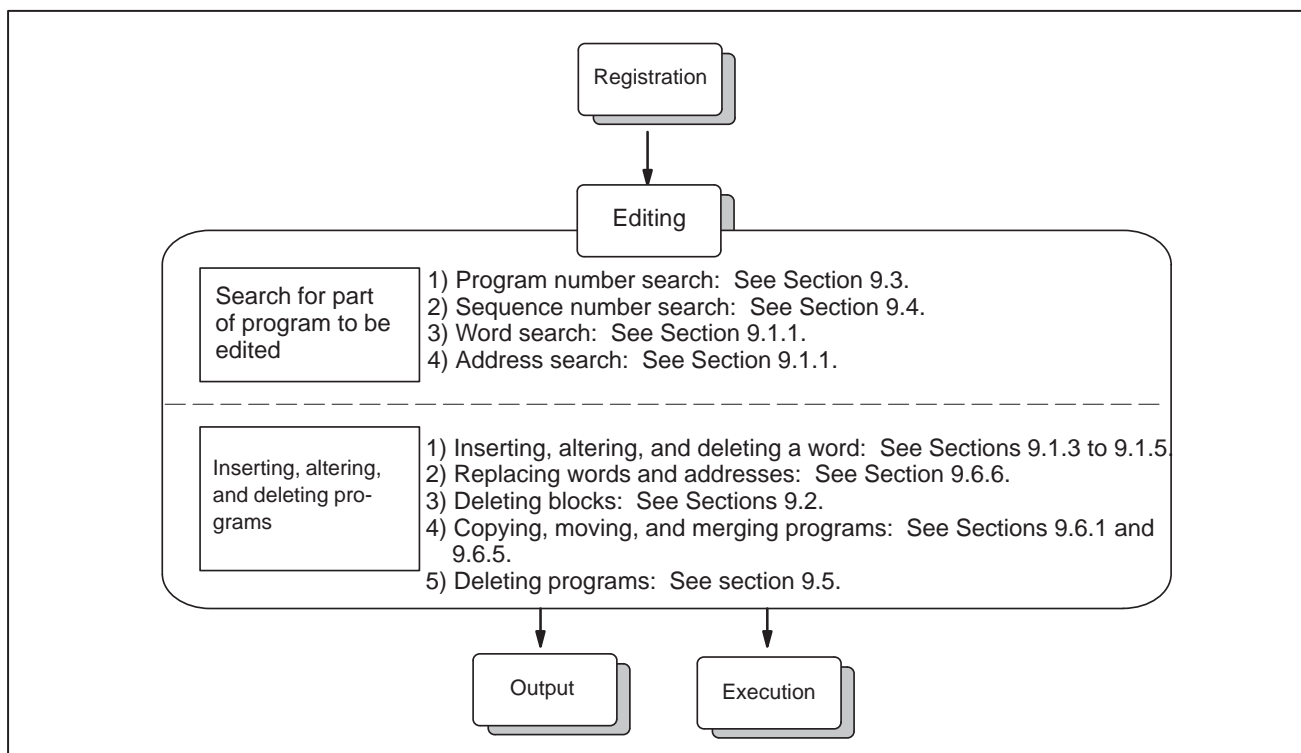 Registration
Editing
Search for part
of program to be
edited
1) Program number search: See Section 9.3.
2) Sequence number search: See Section 9.4.
3) Word search: See Section 9.1.1.
4) Address search: See Section 9.1.1.
Inserting, altering,
and deleting pro-
grams
1) Inserting, altering, and deleting a word: See Sections 9.1.3 to 9.1.5.
2) Replacing words and addresses: See Section 9.6.6.
3) Deleting blocks: See Sections 9.2.
4) Copying, moving, and merging programs: See Sections 9.6.1 and
9.6.5.
5) Deleting programs: See section 9.5.
Output
Execution